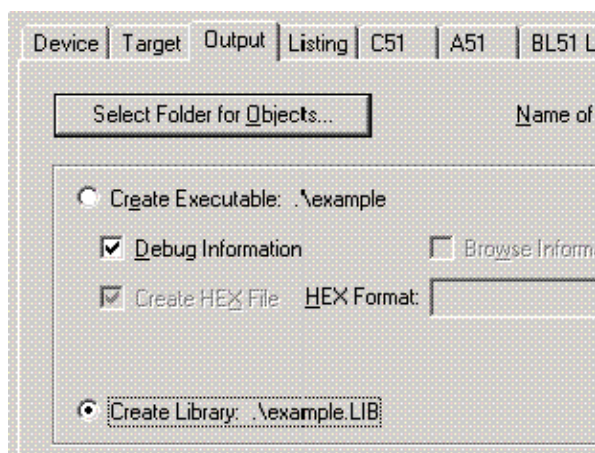 Device Target Output Listing C51 A51 BL51 L
Select Folder for Objects... Name of
Create Executable: .\example
Debug Information Browse Inform
Create HEX File HEX Format:
Create Library: .\example.LIB